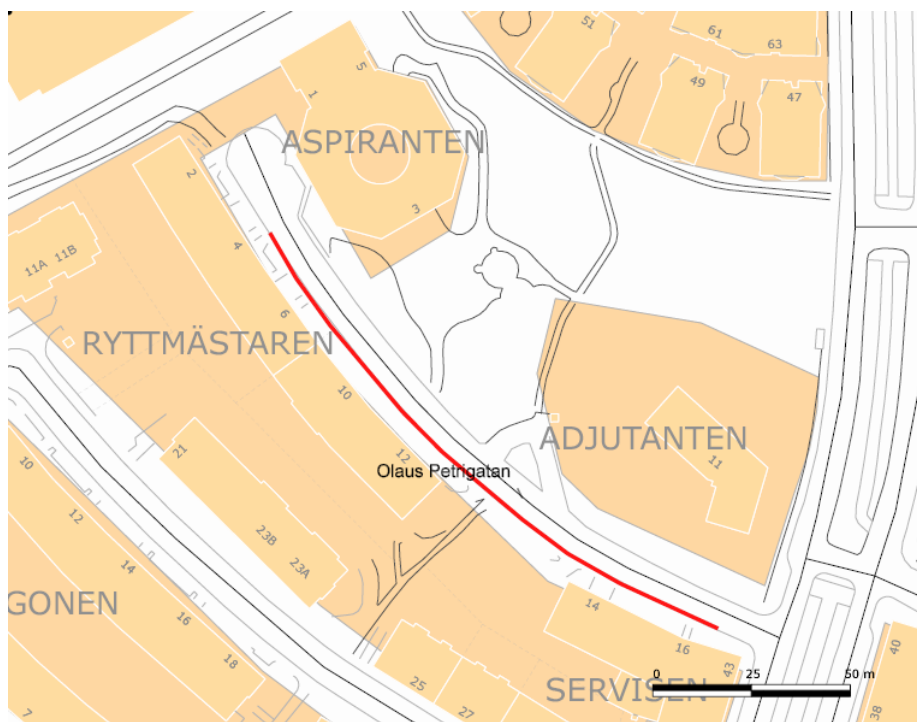 51
61
63
5
49
47
1
ASPIRANTEN
2
3
4
11A 11B
6
RYTTMÄSTAREN
10
12
ADJUTANTEN
21
11
Olaus Petrigatan
10
12
23B
23A
14
GONEN
14
16
16
18
43
40
25
SERVISEN
0 25 50 m
7
27
38